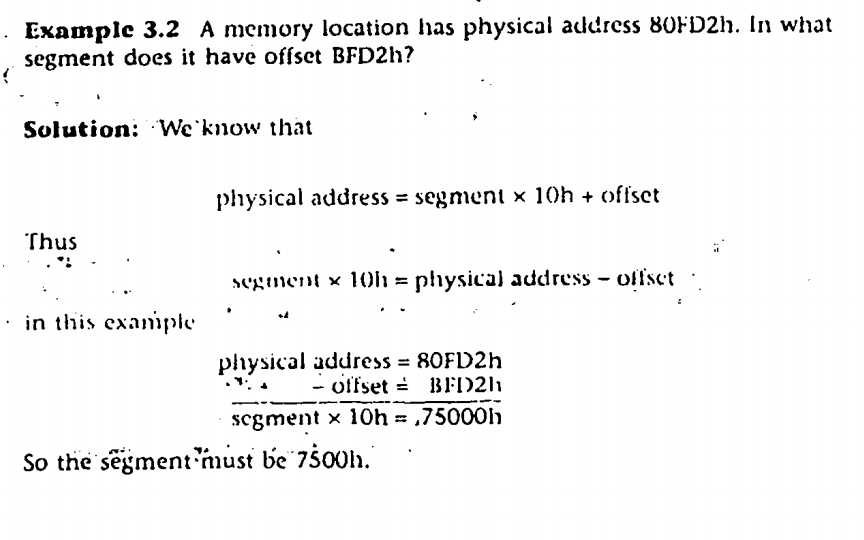 Example 3.2 A memory location has physical address 80FD2h. In what
segment does it have offset BFD2h?
Solution: We know that
physical address = segment × 10h + offset
Thus
segment × 10h = physical address – offset
in this example
physical address = 80FD2h
– offset = BFD2h
segment × 10h = 75000h
So the segment must be 7500h.